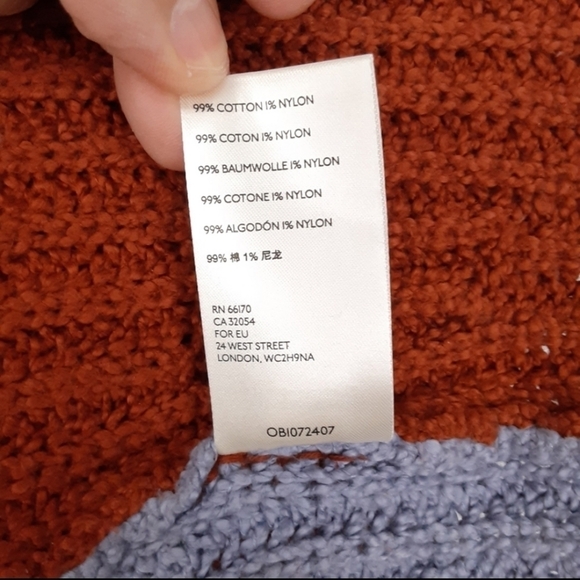 99% COTTON 1% NYLON
99% COTON 1% NYLON
99% BAUMWOLLE 1% NYLON
99% COTONE 1% NYLON
99% ALGODÓN 1% NYLON
99% 棉 1% 尼龙
RN 66170
CA 32054
FOR EU
24 WEST STREET
LONDON, WC2H9NA
OB1072407